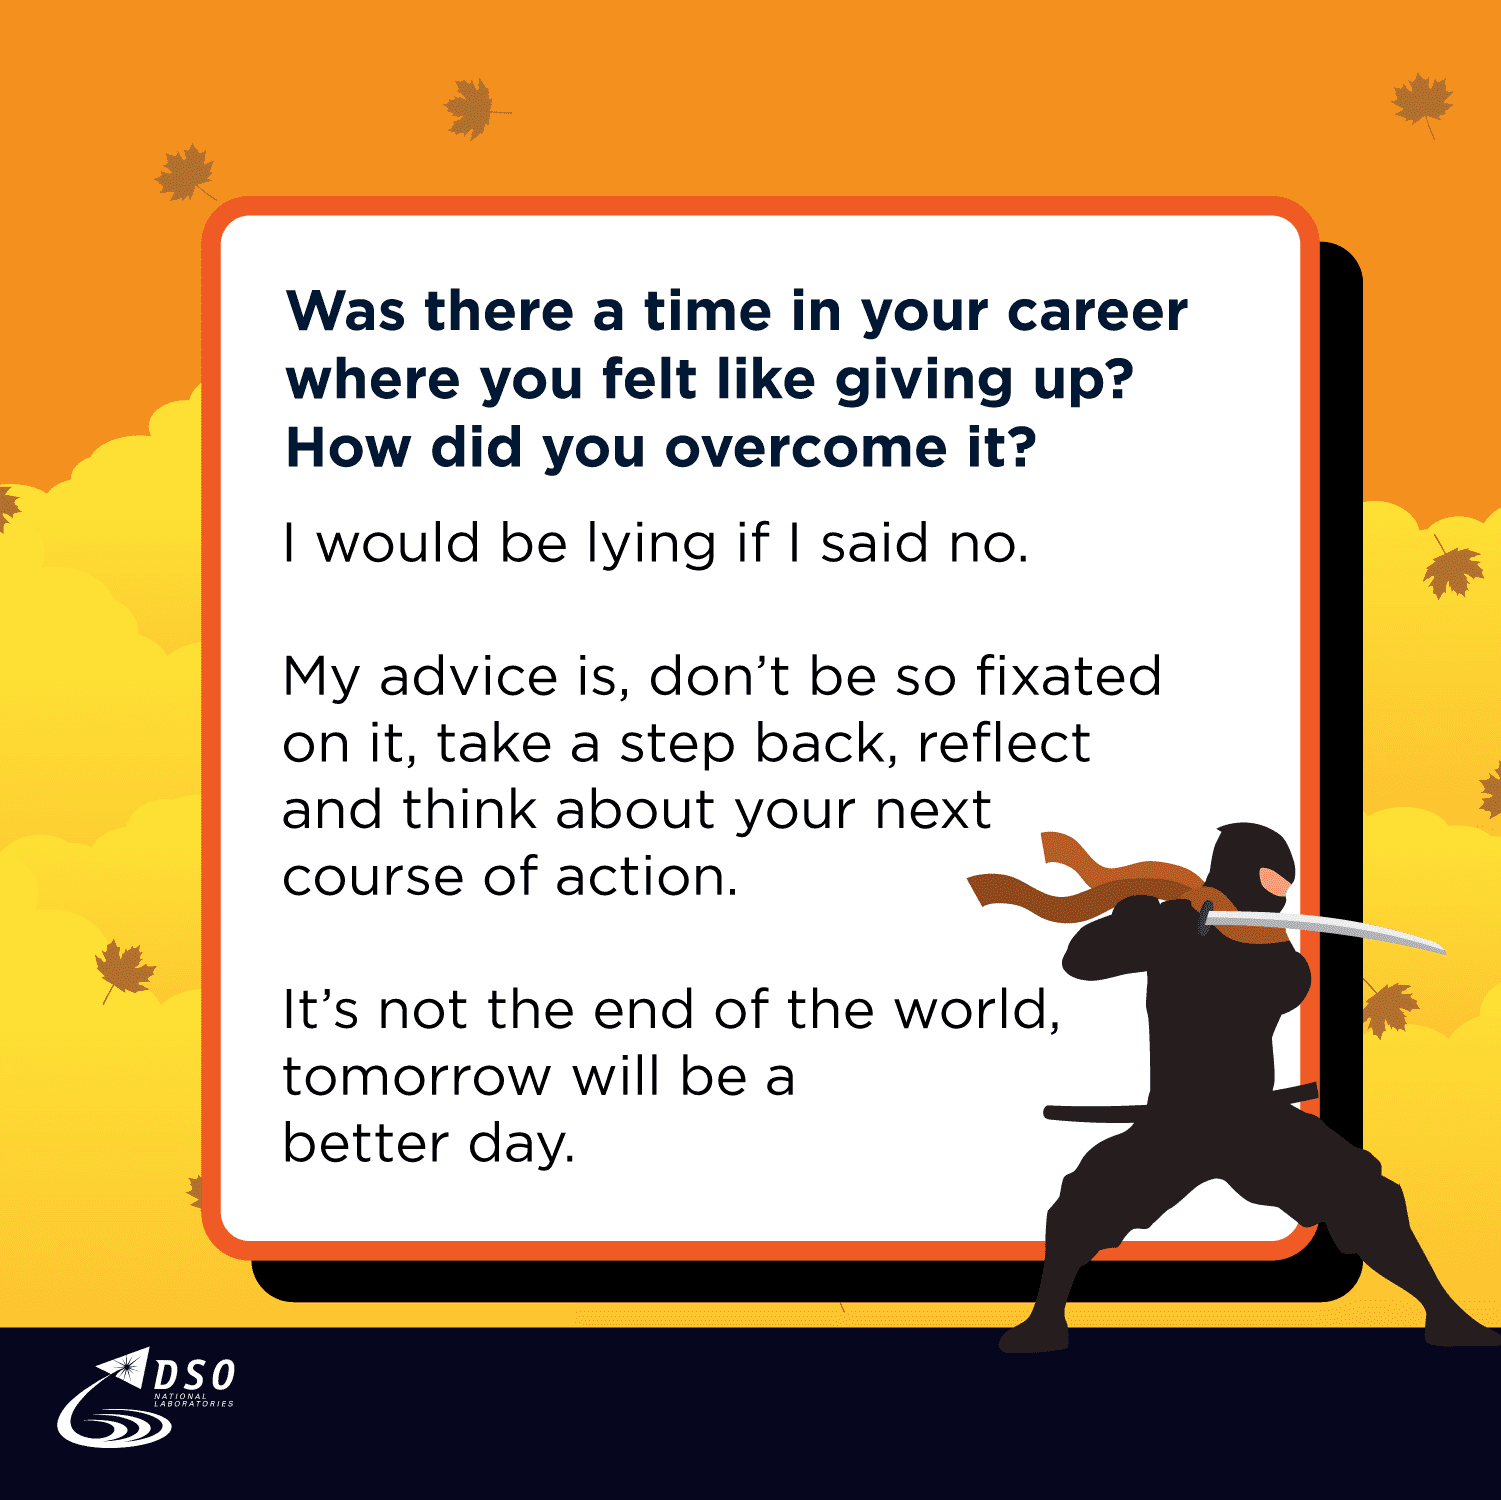 Was there a time in your career
where you felt like giving up?
How did you overcome it?
I would be lying if I said no.
My advice is, don’t be so fixated
on it, take a step back, reflect
and think about your next
course of action.
It’s not the end of the world,
tomorrow will be a
better day.
DSO
NATIONAL
LABORATORIES